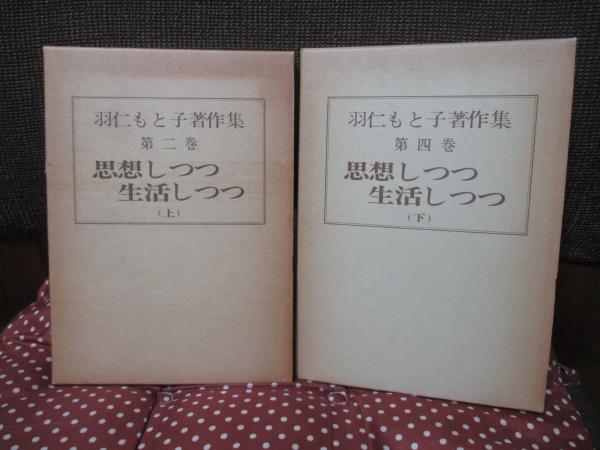 羽仁もと子著作集
第二巻
思想しつつ
生活しつつ
(上)
羽仁もと子著作集
第四巻
思想しつつ
生活しつつ
(下)